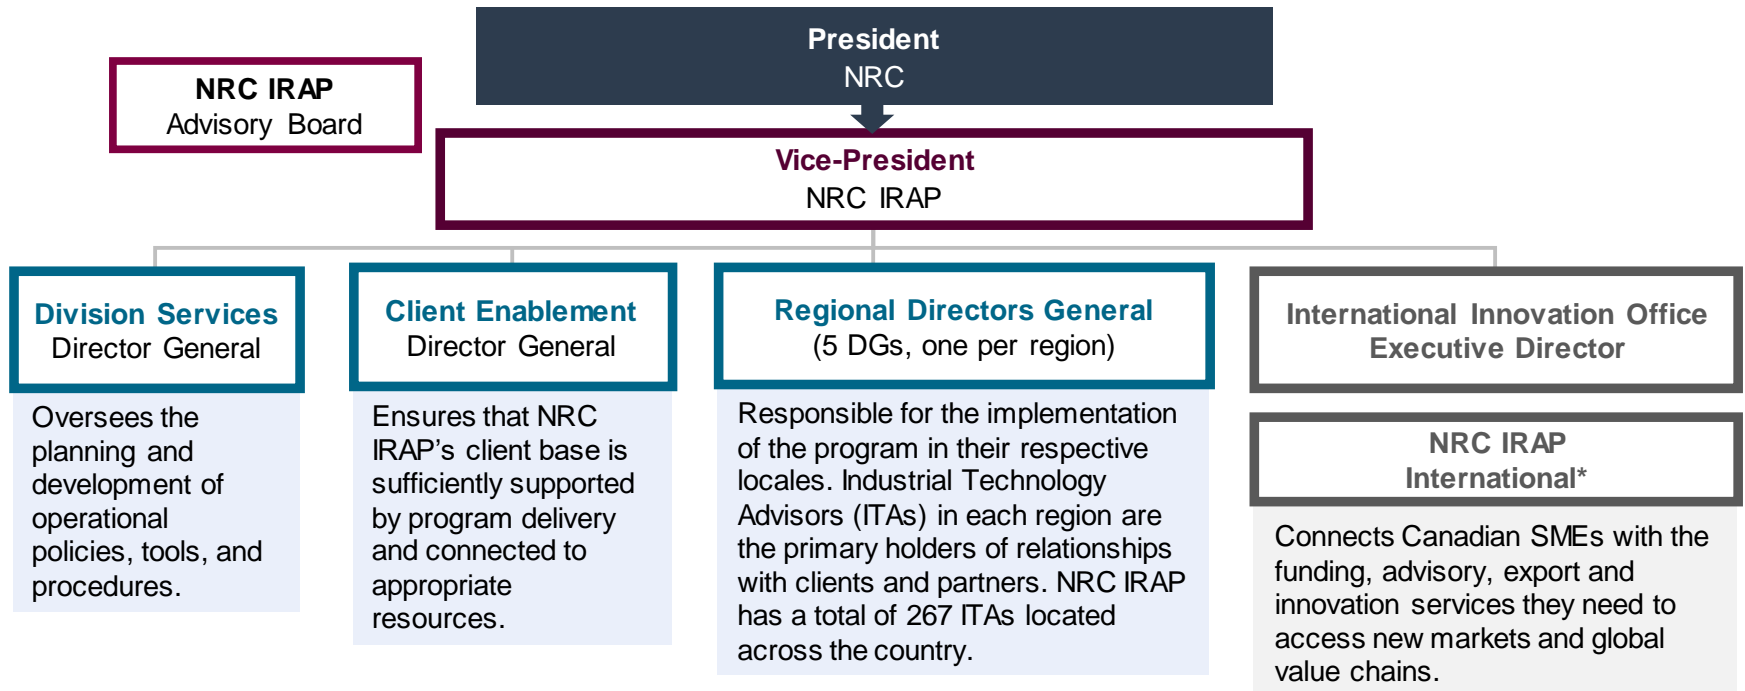 President
NRC
NRC IRAP
Advisory Board
Vice-President
NRC IRAP
Division Services
Director General
Oversees the
planning and
development of
operational
policies, tools, and
procedures.
Client Enablement
Director General
Ensures that NRC
IRAP’s client base is
sufficiently supported
by program delivery
and connected to
appropriate
resources.
Regional Directors General
(5 DGs, one per region)
Responsible for the implementation
of the program in their respective
locales. Industrial Technology
Advisors (ITAs) in each region are
the primary holders of relationships
with clients and partners. NRC IRAP
has a total of 267 ITAs located
across the country.
International Innovation Office
Executive Director
NRC IRAP
International*
Connects Canadian SMEs with the
funding, advisory, export and
innovation services they need to
access new markets and global
value chains.